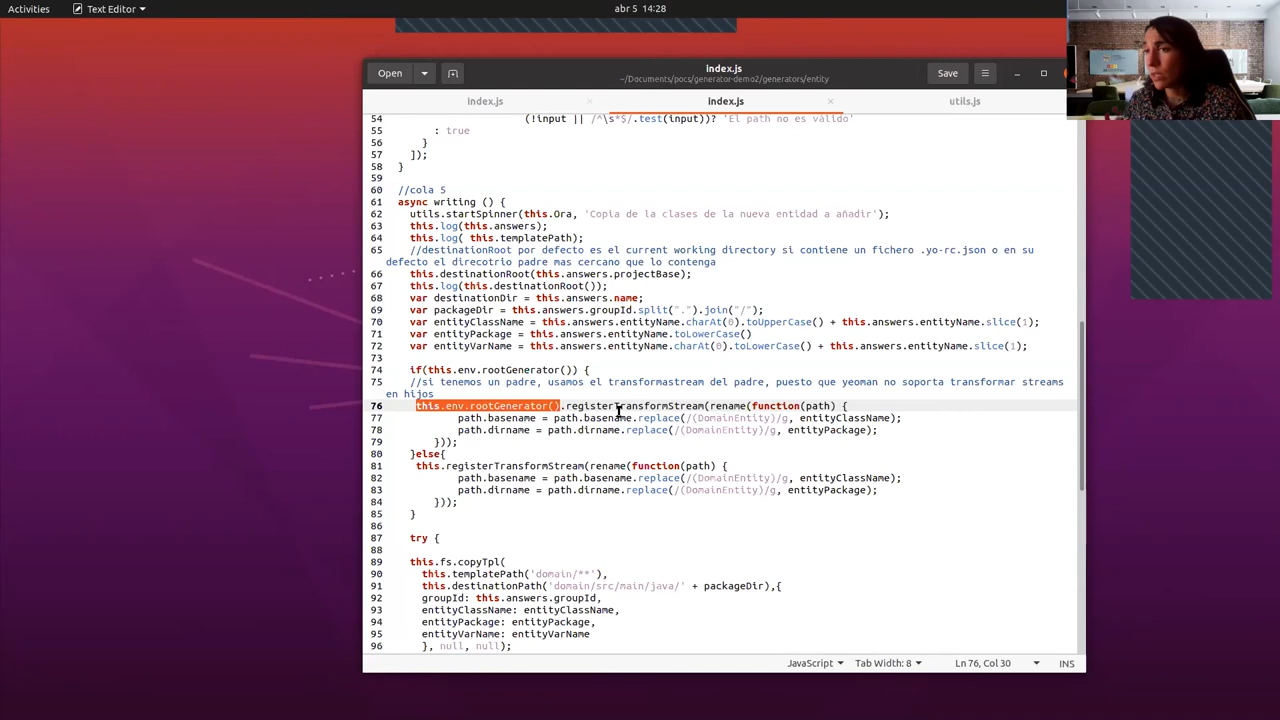 Activities
Text Editor
abr 5 14:28
Open
index.js
~/Documents/pocs/generator-demo2/generators/entity
Save
index.js
index.js
utils.js
54 (!input || /^\s*$/.test(input))? 'El path no es válido'
55 : true
56 }
57 ]);
58 }
59
60 //cola 5
61 async writing () {
62 utils.startSpinner(this.Ora, 'Copia de la clases de la nueva entidad a añadir');
63 this.log(this.answers);
64 this.log( this.templatePath);
65 //destinationRoot por defecto es el current working directory si contiene un fichero .yo-rc.json o en su
defecto el direcotrio padre mas cercano que lo contenga
66 this.destinationRoot(this.answers.projectBase);
67 this.log(this.destinationRoot());
68 var destinationDir = this.answers.name;
69 var packageDir = this.answers.groupId.split(".").join("/");
70 var entityClassName = this.answers.entityName.charAt(0).toUpperCase() + this.answers.entityName.slice(1);
71 var entityPackage = this.answers.entityName.toLowerCase()
72 var entityVarName = this.answers.entityName.charAt(0).toLowerCase() + this.answers.entityName.slice(1);
73
74 if(this.env.rootGenerator()) {
75 //si tenemos un padre, usamos el transformastream del padre, puesto que yeoman no soporta transformar streams
en hijos
76 this.env.rootGenerator().registerTransformStream(rename(function(path) {
77 path.basename = path.basename.replace(/(DomainEntity)/g, entityClassName);
78 path.dirname = path.dirname.replace(/(DomainEntity)/g, entityPackage);
79 }));
80 }else{
81 this.registerTransformStream(rename(function(path) {
82 path.basename = path.basename.replace(/(DomainEntity)/g, entityClassName);
83 path.dirname = path.dirname.replace(/(DomainEntity)/g, entityPackage);
84 }));
85 }
86
87 try {
88
89 this.fs.copyTpl(
90 this.templatePath('domain/**'),
91 this.destinationPath('domain/src/main/java/' + packageDir),{
92 groupId: this.answers.groupId,
93 entityClassName: entityClassName,
94 entityPackage: entityPackage,
95 entityVarName: entityVarName
96 }, null, null);
JavaScript
Tab Width: 8
Ln 76, Col 30
INS